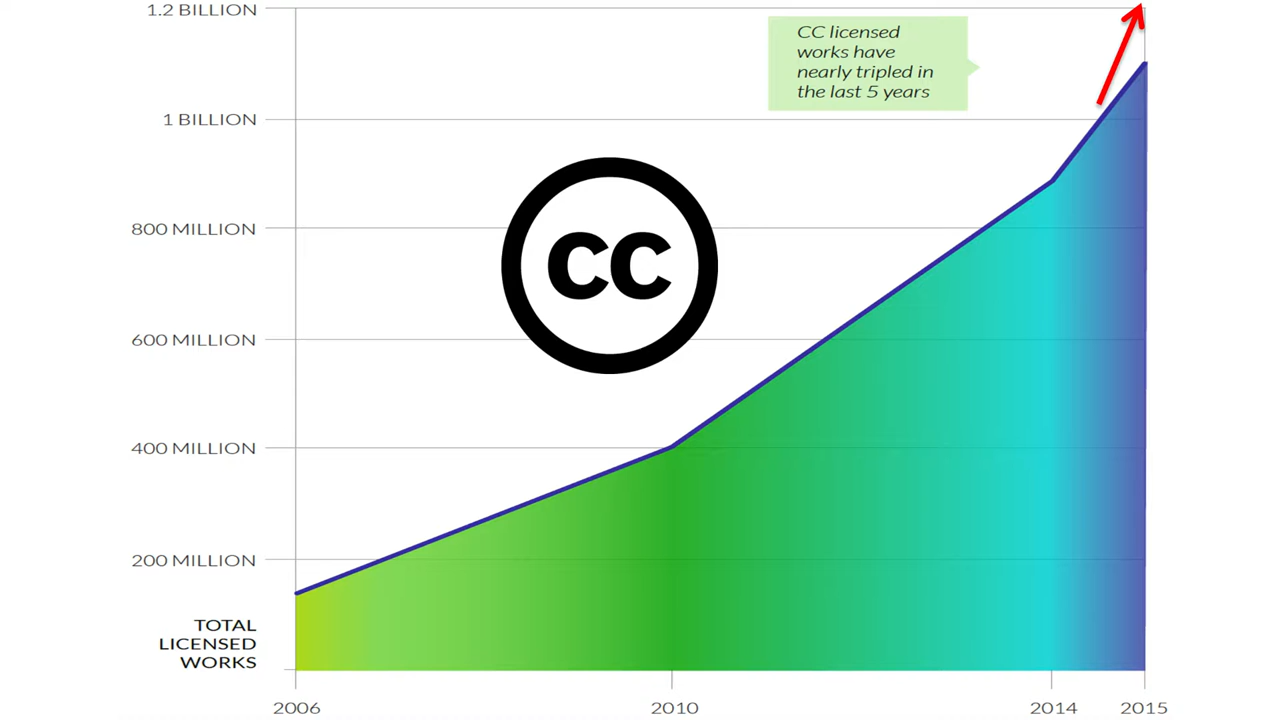 1.2 BILLION
CC licensed
works have
nearly tripled in
the last 5 years
1 BILLION
cc
800 MILLION
600 MILLION
400 MILLION
200 MILLION
TOTAL
LICENSED
WORKS
2006
2010
2014
2015